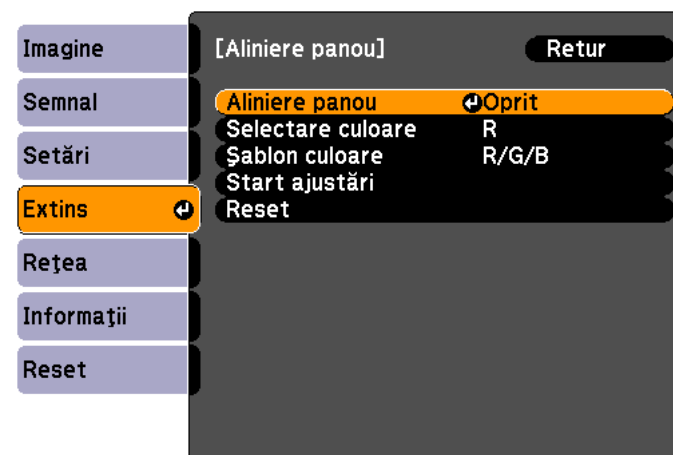 Imagine
Semnal
Setări
Extins
Reţea
Informaţii
Reset
[Aliniere panou] Retur
Aliniere panou Oprit
Selectare culoare R
Şablon culoare R/G/B
Start ajustări
Reset